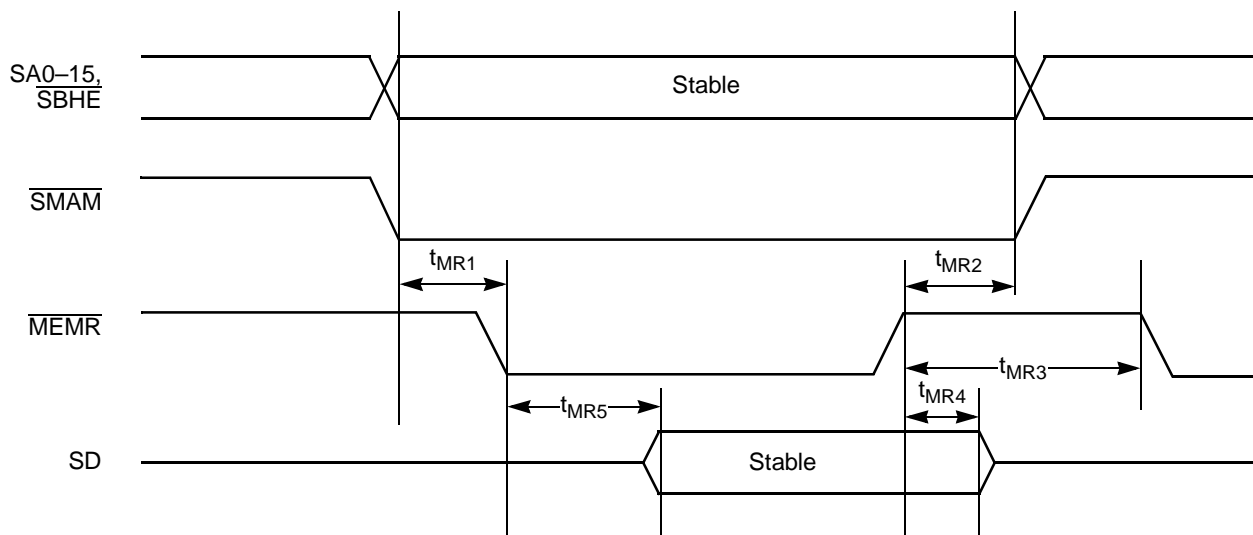 SA0–15,
SBHE
Stable
SMAM
tMR1
tMR2
MEMR
tMR3
tMR4
tMR5
SD
Stable